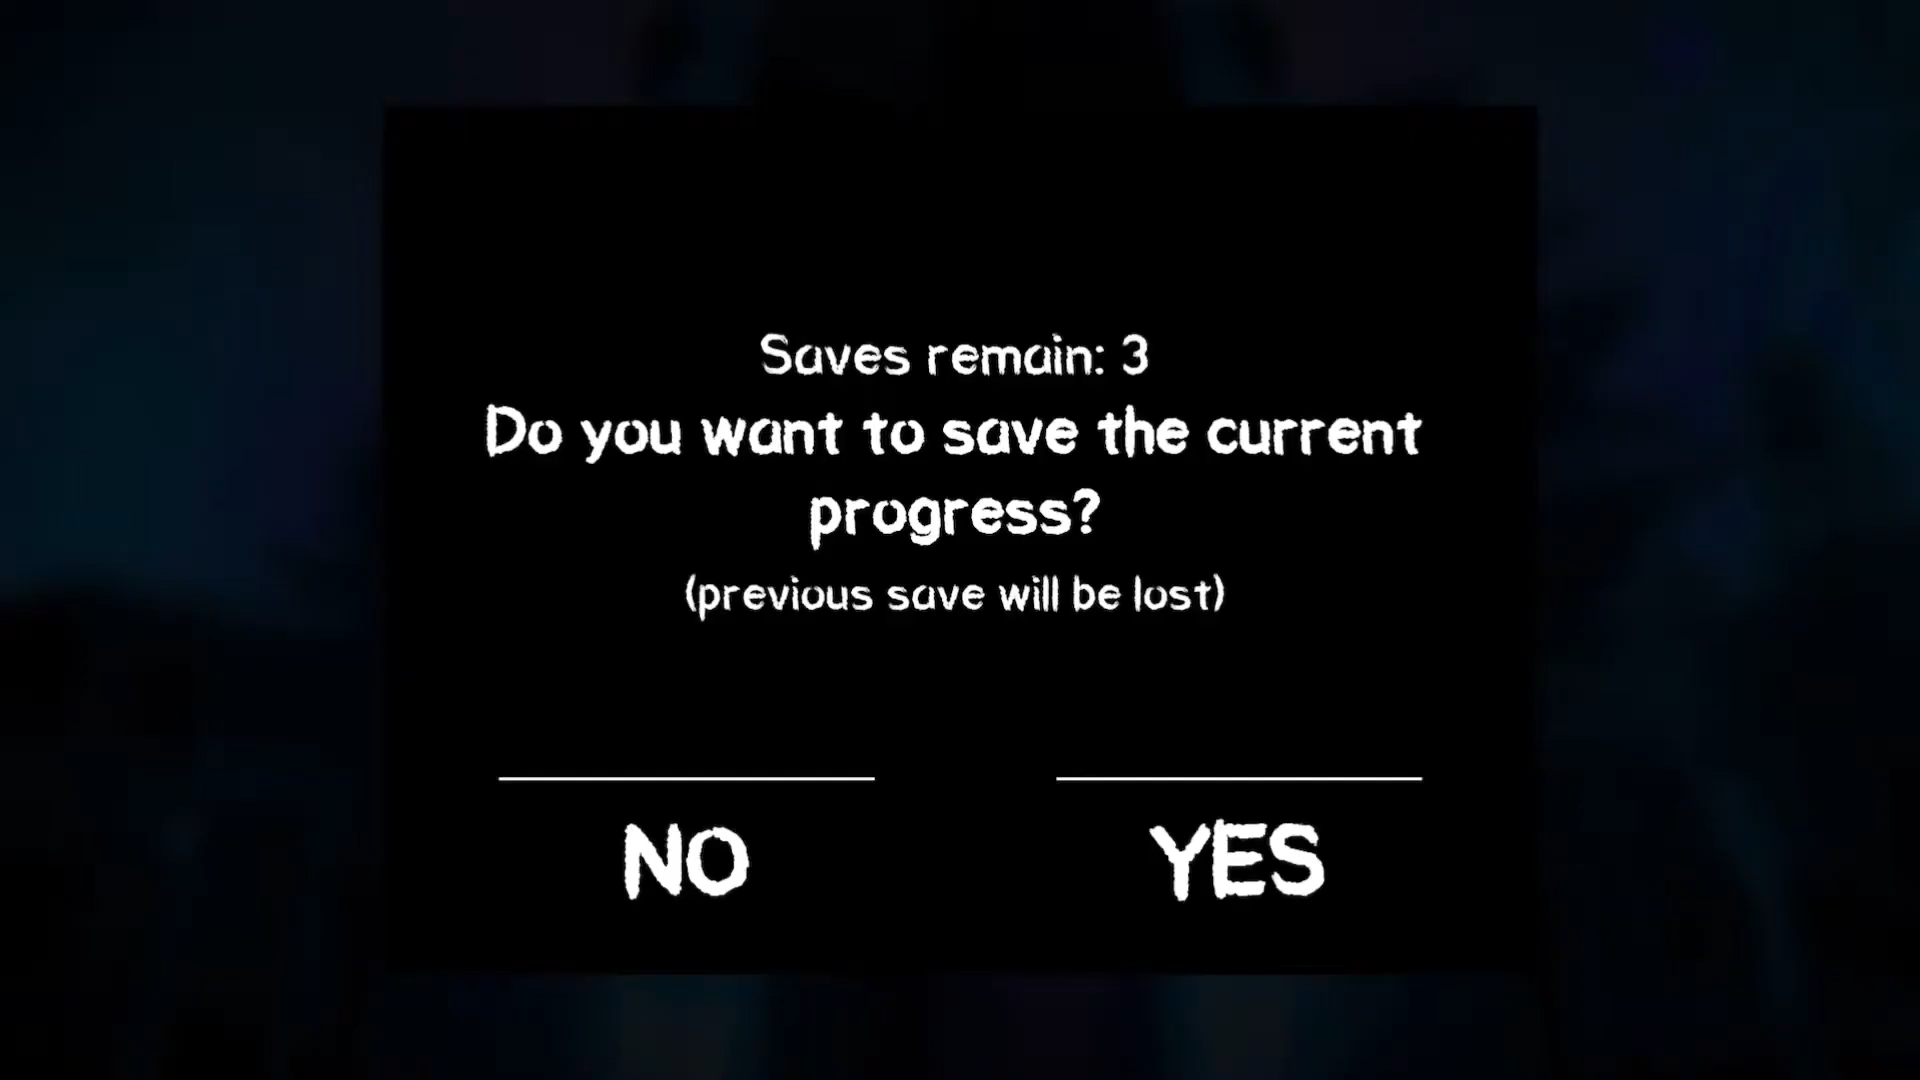 Saves remain: 3
Do you want to save the current
progress?
(previous save will be lost)
NO
YES